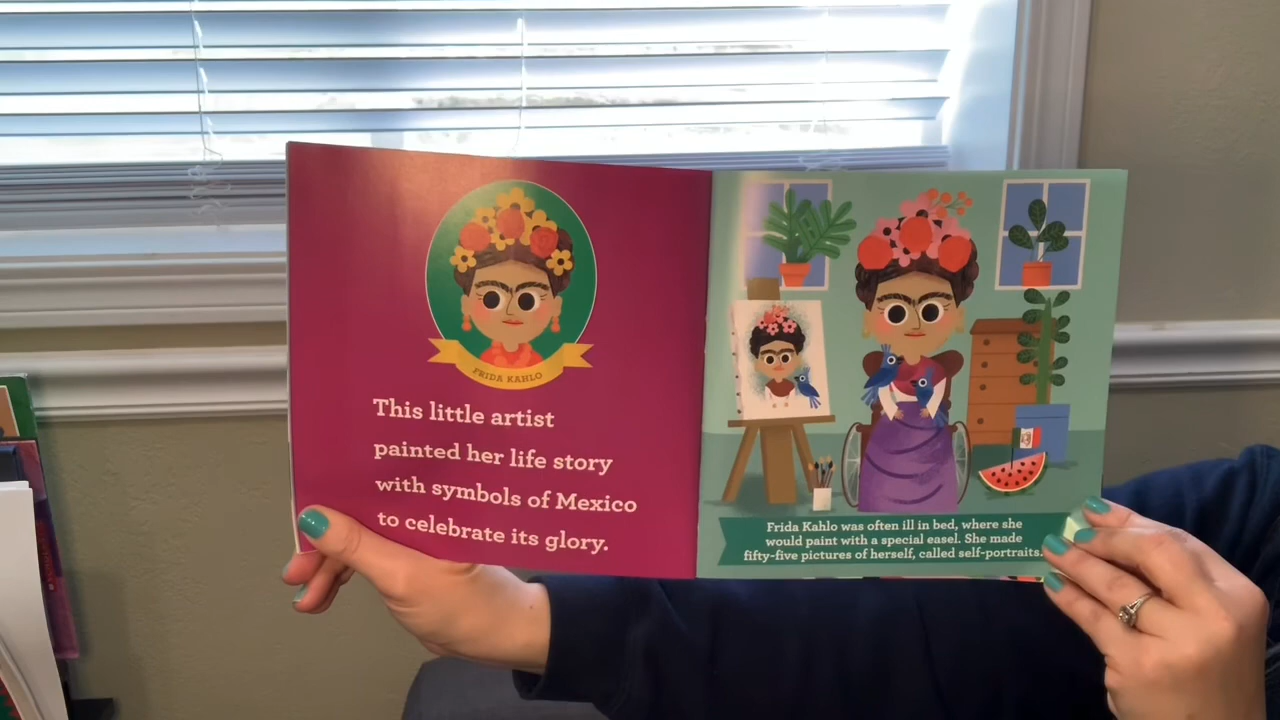 FRIDA KAHLO
This little artist
painted her life story
with symbols of Mexico
to celebrate its glory.
Frida Kahlo was often ill in bed, where she
would paint with a special easel. She made
fifty-five pictures of herself, called self-portraits.